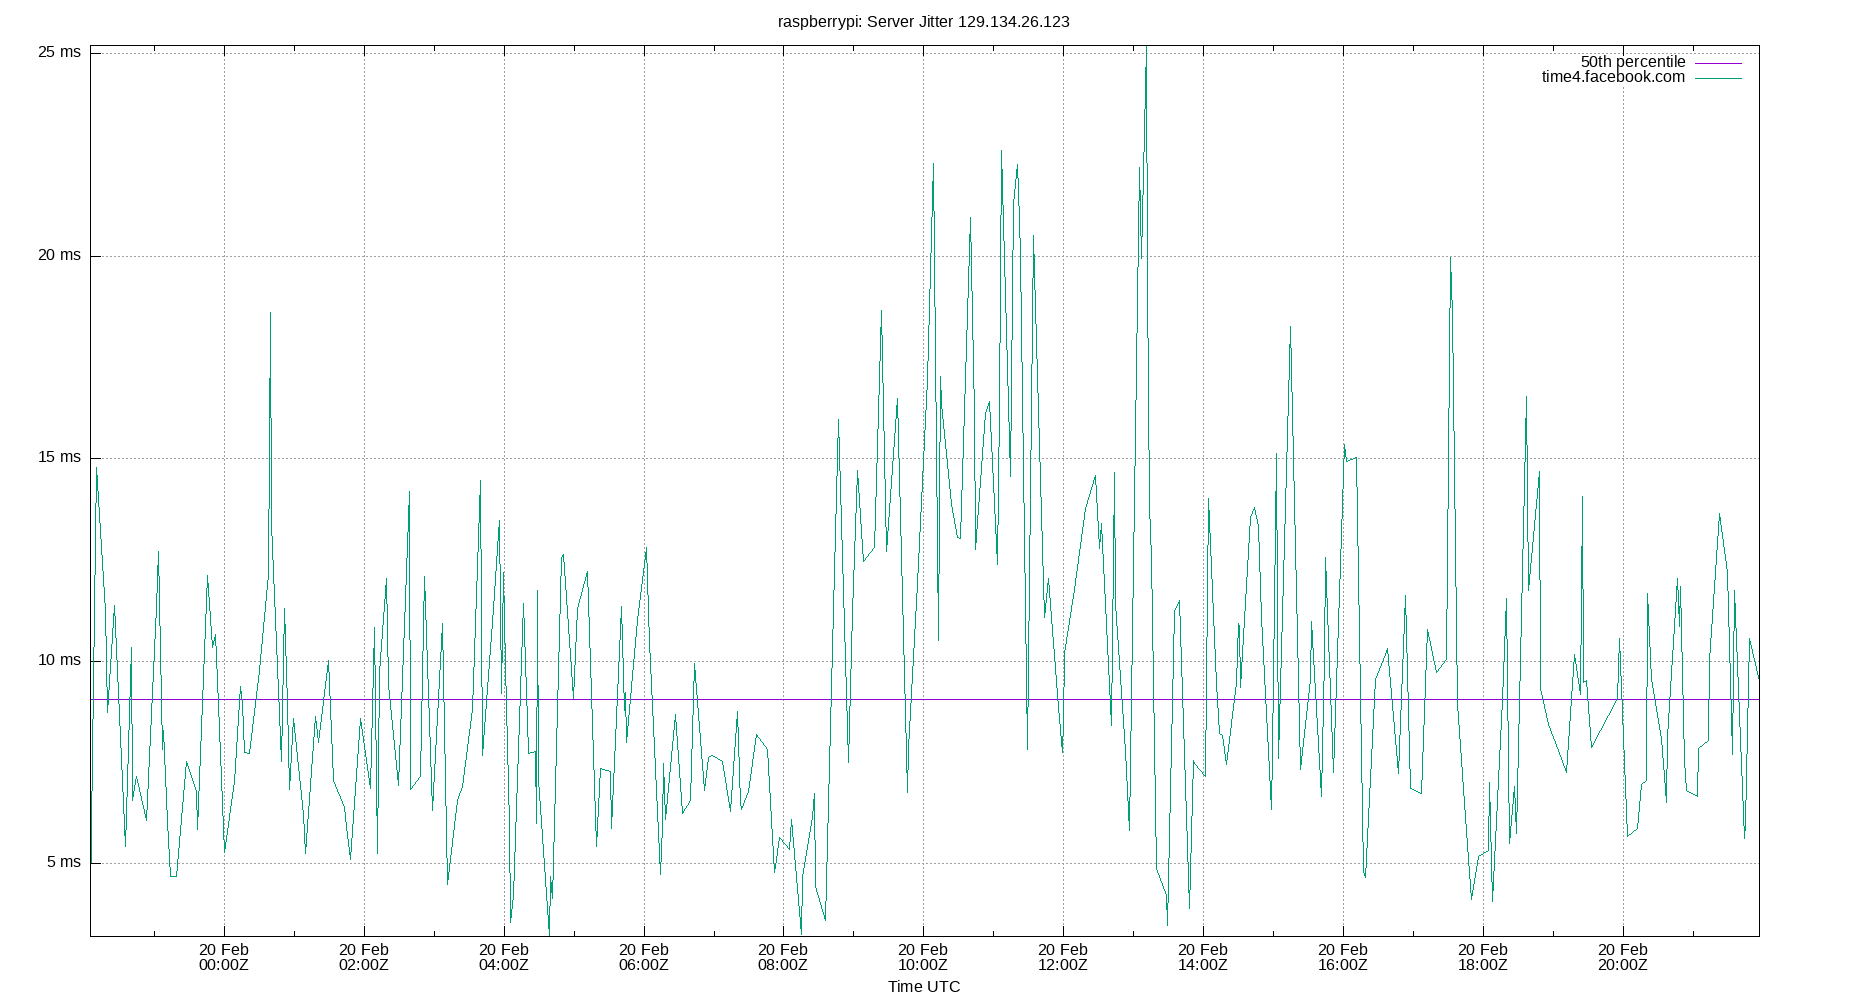 raspberrypi: Server Jitter 129.134.26.123
25 ms
20 ms
15 ms
10 ms
5 ms
50th percentile
time4.facebook.com
20 Feb 20 Feb 20 Feb 20 Feb 20 Feb 20 Feb 20 Feb 20 Feb 20 Feb 20 Feb 20 Feb
00:00Z 02:00Z 04:00Z 06:00Z 08:00Z 10:00Z 12:00Z 14:00Z 16:00Z 18:00Z 20:00Z
Time UTC